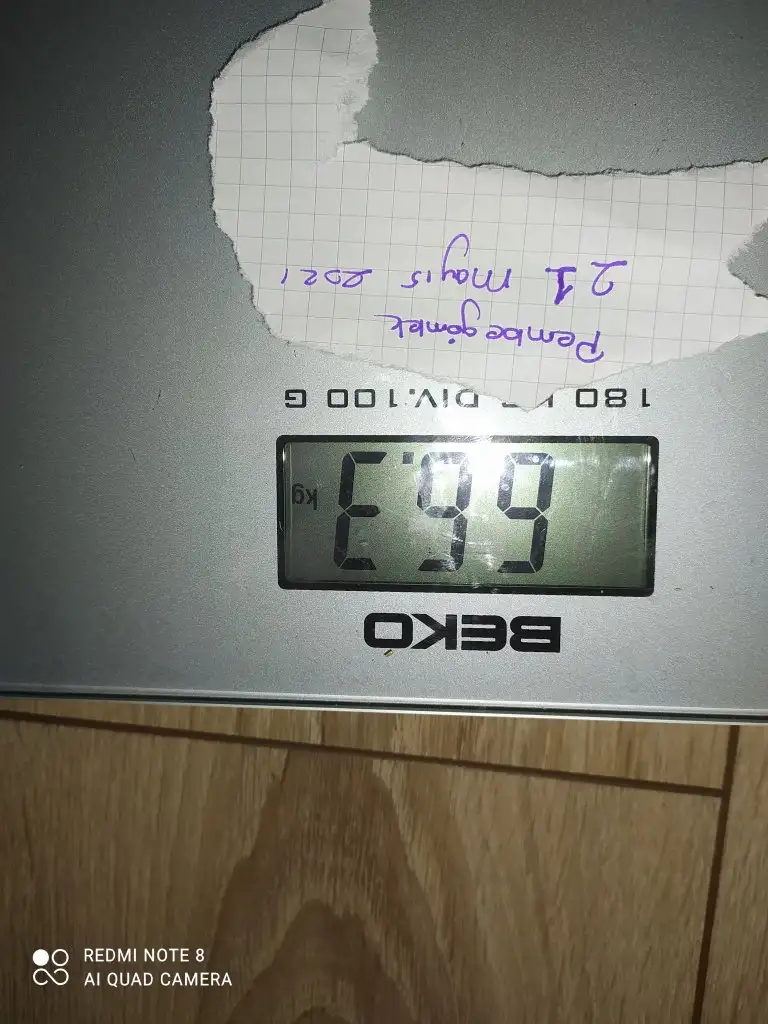 BEKO
66.3 kg
180 DIV.100 G
Pembe gömlek
21 mayıs 2021
REDMI NOTE 8
AI QUAD CAMERA